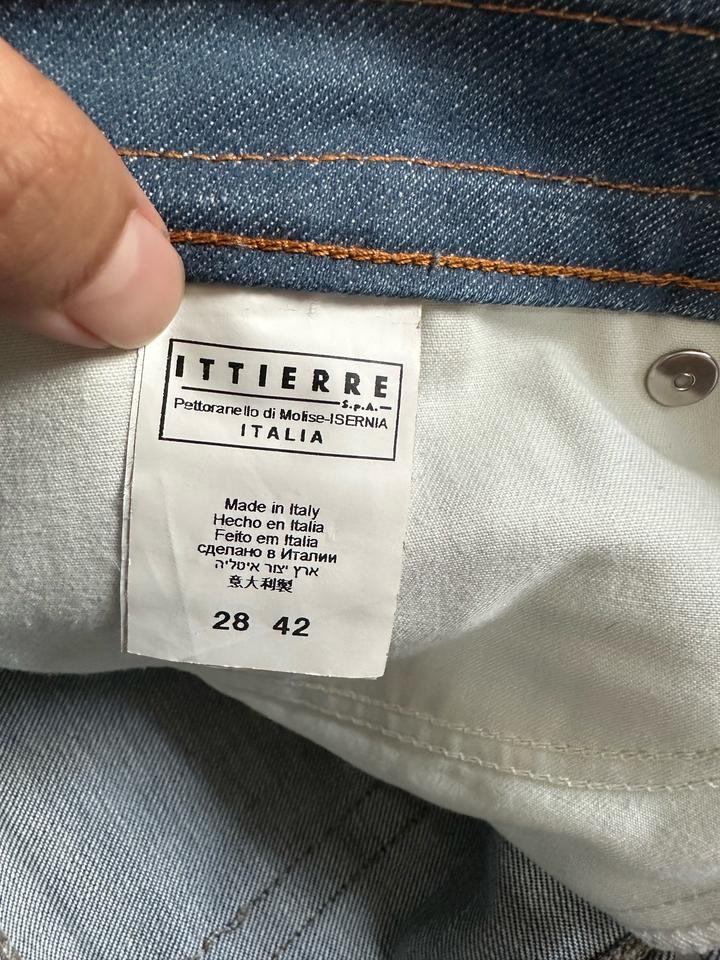 ITTIERRE
S.p.A.
Pettoranello di Molise-ISERNIA
ITALIA
Made in Italy
Hecho en Italia
Feito em Italia
сделано в Италии
ארץ יצור איטליה
意大利製
28 42